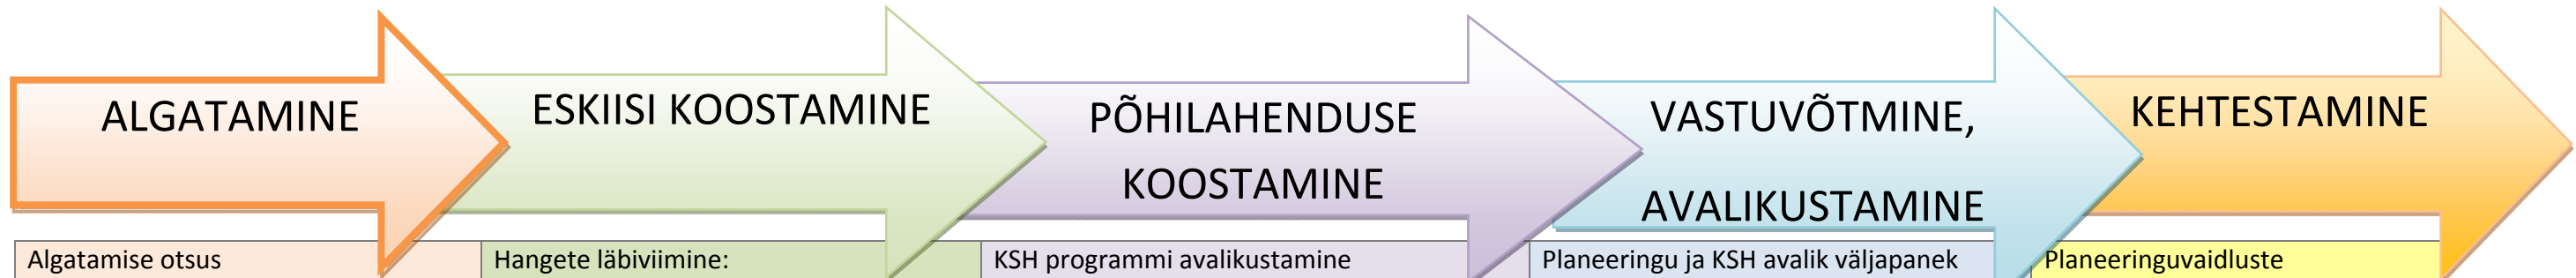 ALGATAMINE
ESKIISI KOOSTAMINE
PÕHILAHENDUSE
KOOSTAMINE
VASTUVÕTMINE,
AVALIKUSTAMINE
KEHTESTAMINE
Algatamise otsus
Hangete läbiviimine:
KSH programmi avalikustamine
Planeeringu ja KSH avalik väljapanek
Planeeringuvaidluste